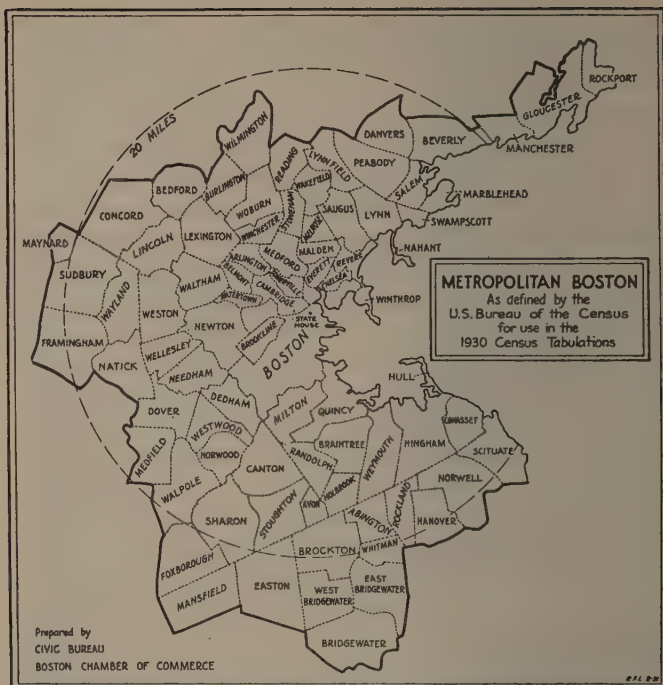 20 MILES
WILMINGTON
READING
LYNNFIELD
DANVERS
PEABODY
BEVERLY
GLOUCESTER
ROCKPORT
MANCHESTER
SALEM
MARBLEHEAD
SWAMPSCOTT
NAHANT
BEDFORD
BURLINGTON
WOBURN
WAKEFIELD
STONEHAM
SAUGUS
LYNN
CONCORD
LINCOLN
LEXINGTON
WINCHESTER
MELROSE
MAYNARD
SUDBURY
WAYLAND
WALTHAM
ARLINGTON
MEDFORD
MALDEN
EVERETT
REVERE
CHELSEA
BELMONT
CAMBRIDGE
WATERTOWN
WINTHROP
WESTON
NEWTON
BROOKLINE
STATE
HOUSE
BOSTON
FRAMINGHAM
NATICK
WELLESLEY
NEEDHAM
METROPOLITAN BOSTON
As defined by the
U.S. Bureau of the Census
for use in the
1930 Census Tabulations
HULL
DOVER
DEDHAM
MILTON
QUINCY
COHASSET
WESTWOOD
MEDFIELD
NORWOOD
BRAINTREE
WEYMOUTH
HINGHAM
SCITUATE
WALPOLE
CANTON
RANDOLPH
HOLBROOK
NORWELL
SHARON
STOUGHTON
AVON
ABINGTON
ROCKLAND
HANOVER
FOXBOROUGH
BROCKTON
WHITMAN
MANSFIELD
EASTON
WEST
BRIDGEWATER
EAST
BRIDGEWATER
BRIDGEWATER
Prepared by
CIVIC BUREAU
BOSTON CHAMBER OF COMMERCE